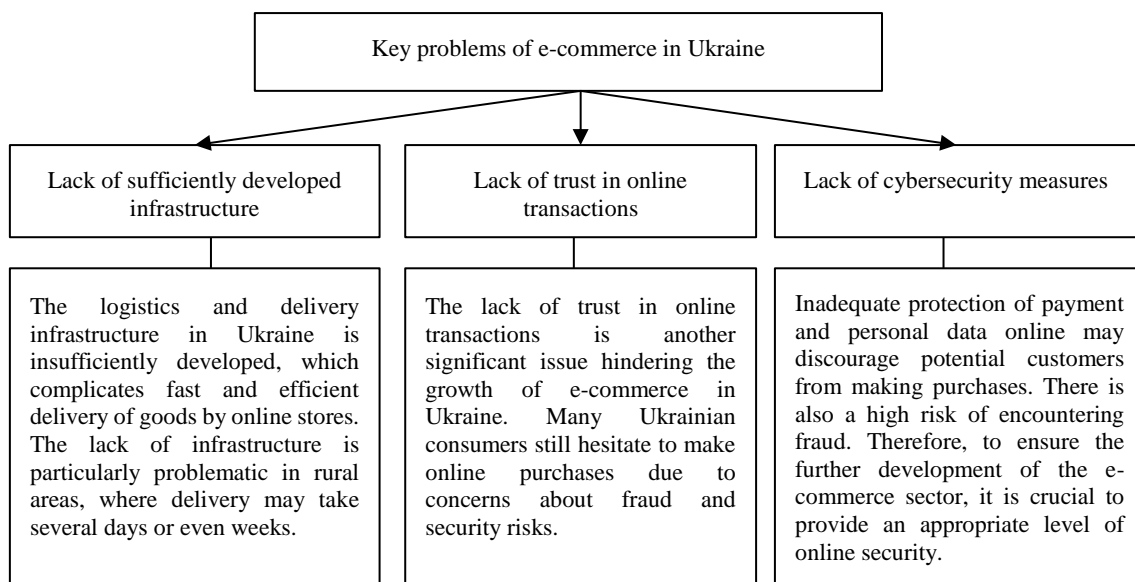 Key problems of e-commerce in Ukraine
Lack of sufficiently developed
infrastructure
Lack of trust in online
transactions
Lack of cybersecurity measures
The logistics and delivery
infrastructure in Ukraine is
insufficiently developed, which
complicates fast and efficient
delivery of goods by online stores.
The lack of infrastructure is
particularly problematic in rural
areas, where delivery may take
several days or even weeks.
The lack of trust in online
transactions is another
significant issue hindering the
growth of e-commerce in
Ukraine. Many Ukrainian
consumers still hesitate to make
online purchases due to
concerns about fraud and
security risks.
Inadequate protection of payment
and personal data online may
discourage potential customers
from making purchases. There is
also a high risk of encountering
fraud. Therefore, to ensure the
further development of the e-
commerce sector, it is crucial to
provide an appropriate level of
online security.